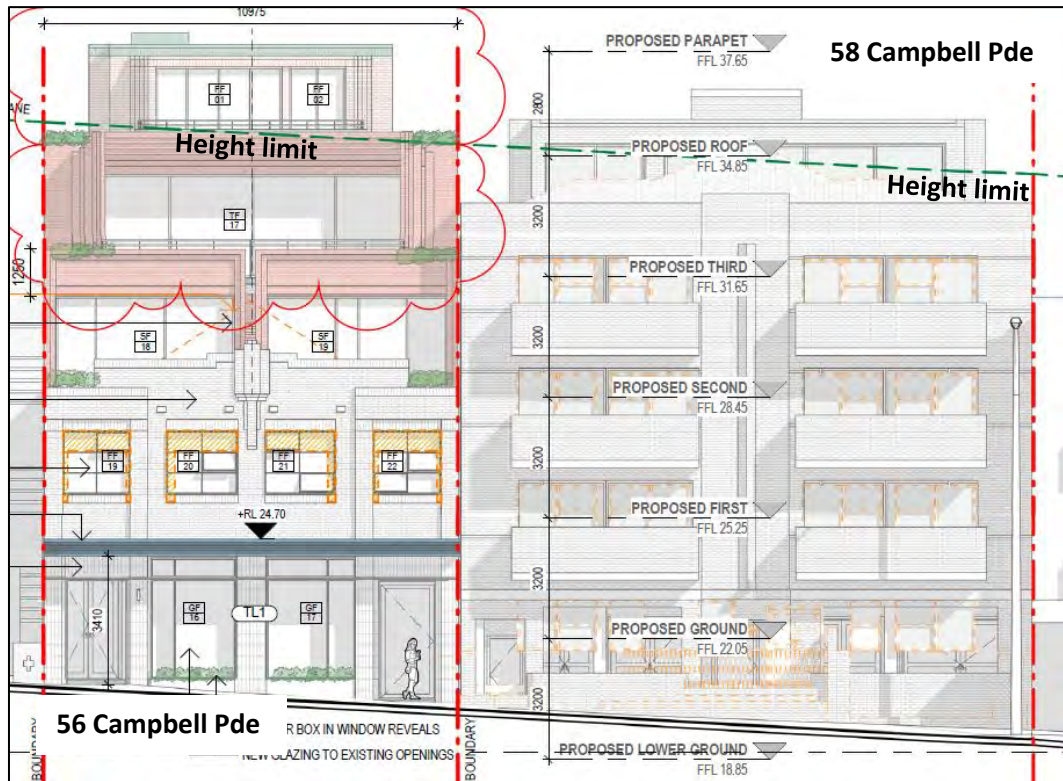 10975
PROPOSED PARAPET
FFL 37.65
58 Campbell Pde
FF
01
FF
02
2800
ANE
Height limit
PROPOSED ROOF
FFL 34.85
Height limit
TF
17
3200
1250
PROPOSED THIRD
FFL 31.65
SF
18
SF
19
3200
PROPOSED SECOND
FFL 28.45
FF
19
FF
20
FF
21
FF
22
3200
+RL 24.70
PROPOSED FIRST
FFL 25.25
3410
GF
16
TL1
GF
17
3200
PROPOSED GROUND
FFL 22.05
3200
56 Campbell Pde
BOUNDARY
R BOX IN WINDOW REVEALS
NEW GLAZING TO EXISTING OPENINGS
BOUNDARY
PROPOSED LOWER GROUND
FFL 18.85